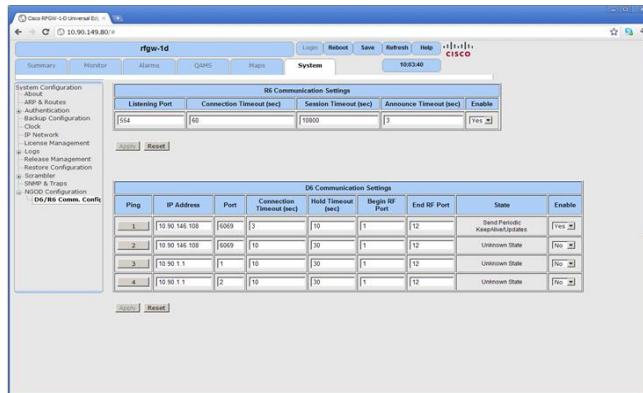 Cisco RFGW-1-D Universal Edg
10.90.149.80/#
rfgw-1d
Login Reboot Save Refresh Help
CISCO
Summary Monitor Alarms QAMS Maps System
10:03:40
System Configuration
About
ARP & Routes
Authentication
Backup Configuration
Clock
IP Network
License Management
Logs
Release Management
Restore Configuration
Scrambler
SNMP & Traps
NGOD Configuration
D6/R6 Comm. Config
R6 Communication Settings
Listening Port Connection Timeout (sec) Session Timeout (sec) Announce Timeout (sec) Enable
554 60 10800 3 Yes
Apply Reset
D6 Communication Settings
Ping IP Address Port Connection Timeout (sec) Hold Timeout (sec) Begin RF Port End RF Port State Enable
1 10.90.146.108 6069 3 10 1 12 Send Periodic KeepAlive/Updates Yes
2 10.90.146.108 6069 10 30 1 12 Unknown State No
3 10.90.1.1 1 10 30 1 12 Unknown State No
4 10.90.1.1 2 10 30 1 12 Unknown State No
Apply Reset